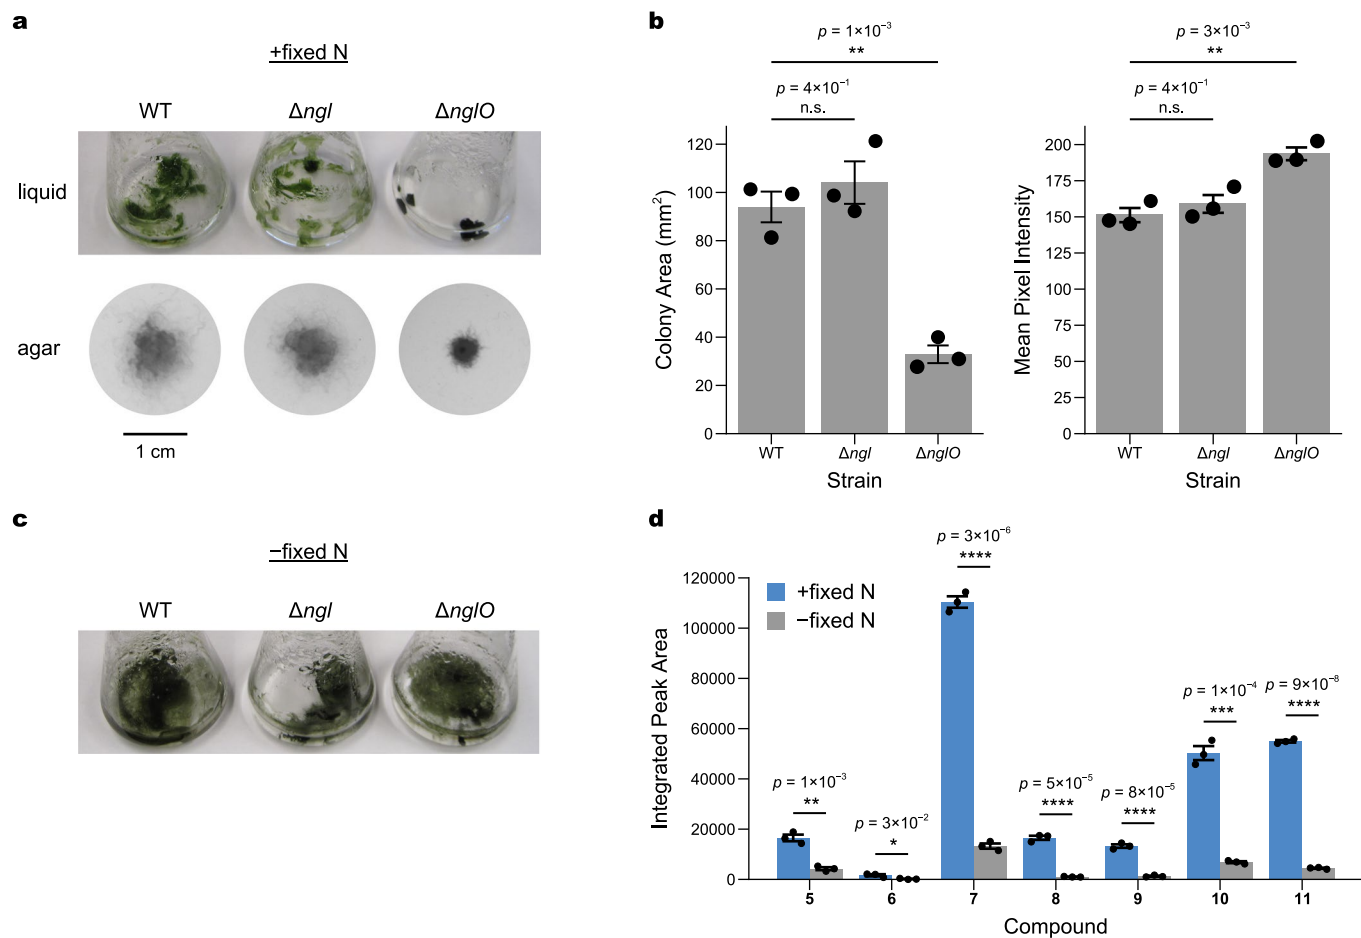 a
+fixed N
WT Δngl ΔnglO
liquid
agar
1 cm
b
p = 1×10⁻³
**
p = 4×10⁻¹
n.s.
120
100
80
60
40
20
0
Colony Area (mm²)
WT Δngl ΔnglO
Strain
p = 3×10⁻³
**
p = 4×10⁻¹
n.s.
200
175
150
125
100
75
50
25
0
Mean Pixel Intensity
WT Δngl ΔnglO
Strain
c
−fixed N
WT Δngl ΔnglO
d
+fixed N
−fixed N
120000
100000
80000
60000
40000
20000
0
Integrated Peak Area
p = 1×10⁻³
**
p = 3×10⁻²
*
p = 3×10⁻⁶
****
p = 5×10⁻⁵
****
p = 8×10⁻⁵
****
p = 1×10⁻⁴
***
p = 9×10⁻⁸
****
5 6 7 8 9 10 11
Compound